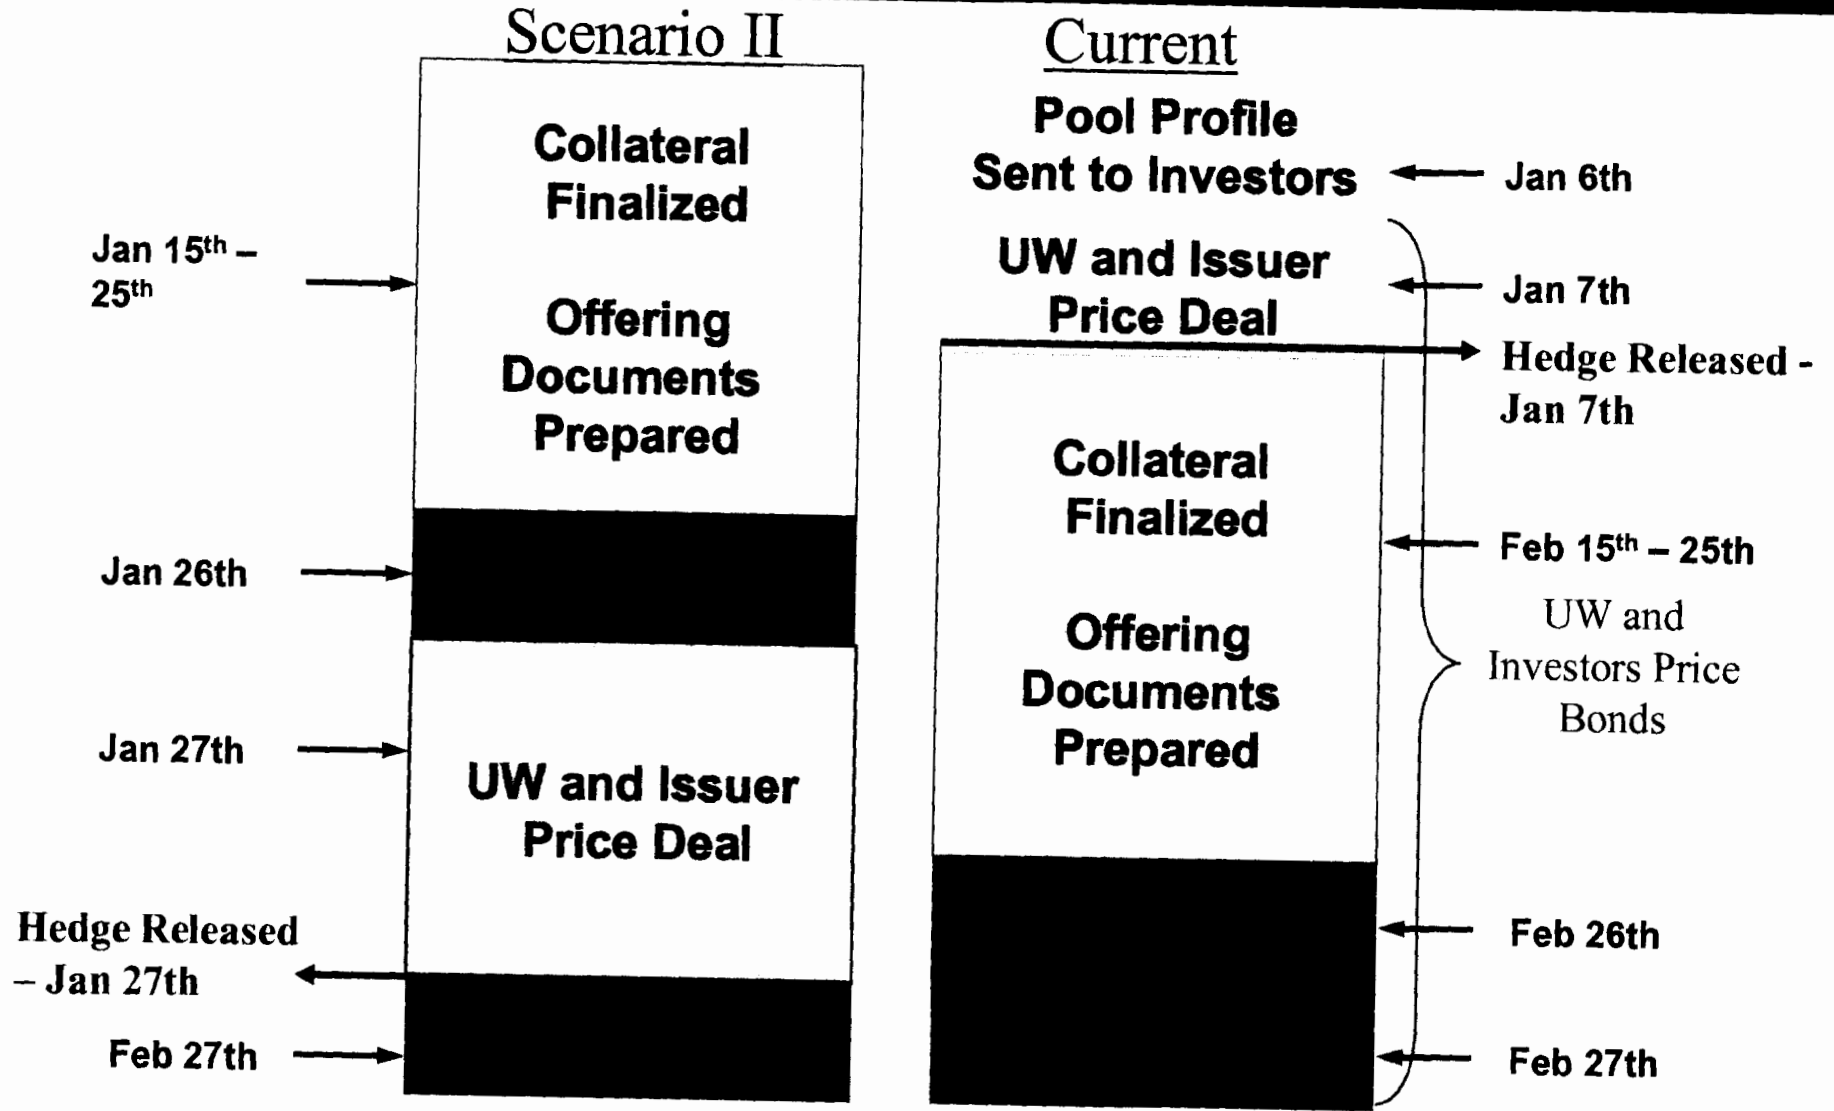 Scenario II
Collateral
Finalized
Jan 15th –
25th
Offering
Documents
Prepared
Jan 26th
Jan 27th
UW and Issuer
Price Deal
Hedge Released
– Jan 27th
Feb 27th
Current
Pool Profile
Sent to Investors
Jan 6th
UW and Issuer
Price Deal
Jan 7th
Hedge Released -
Jan 7th
Collateral
Finalized
Feb 15th – 25th
Offering
Documents
Prepared
UW and
Investors Price
Bonds
Feb 26th
Feb 27th